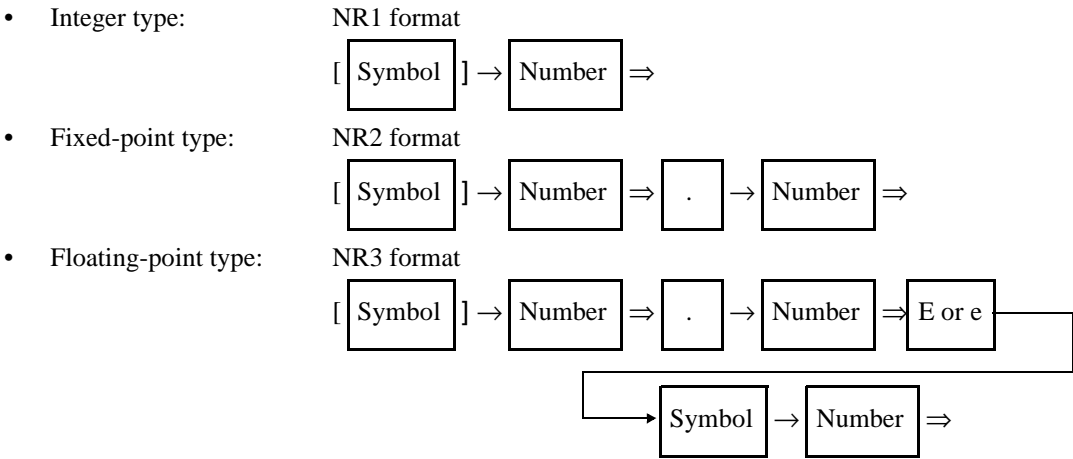 • Integer type: NR1 format
[ Symbol ] → Number ⇒
• Fixed-point type: NR2 format
[ Symbol ] → Number ⇒ . → Number ⇒
• Floating-point type: NR3 format
[ Symbol ] → Number ⇒ . → Number ⇒ E or e
Symbol → Number ⇒